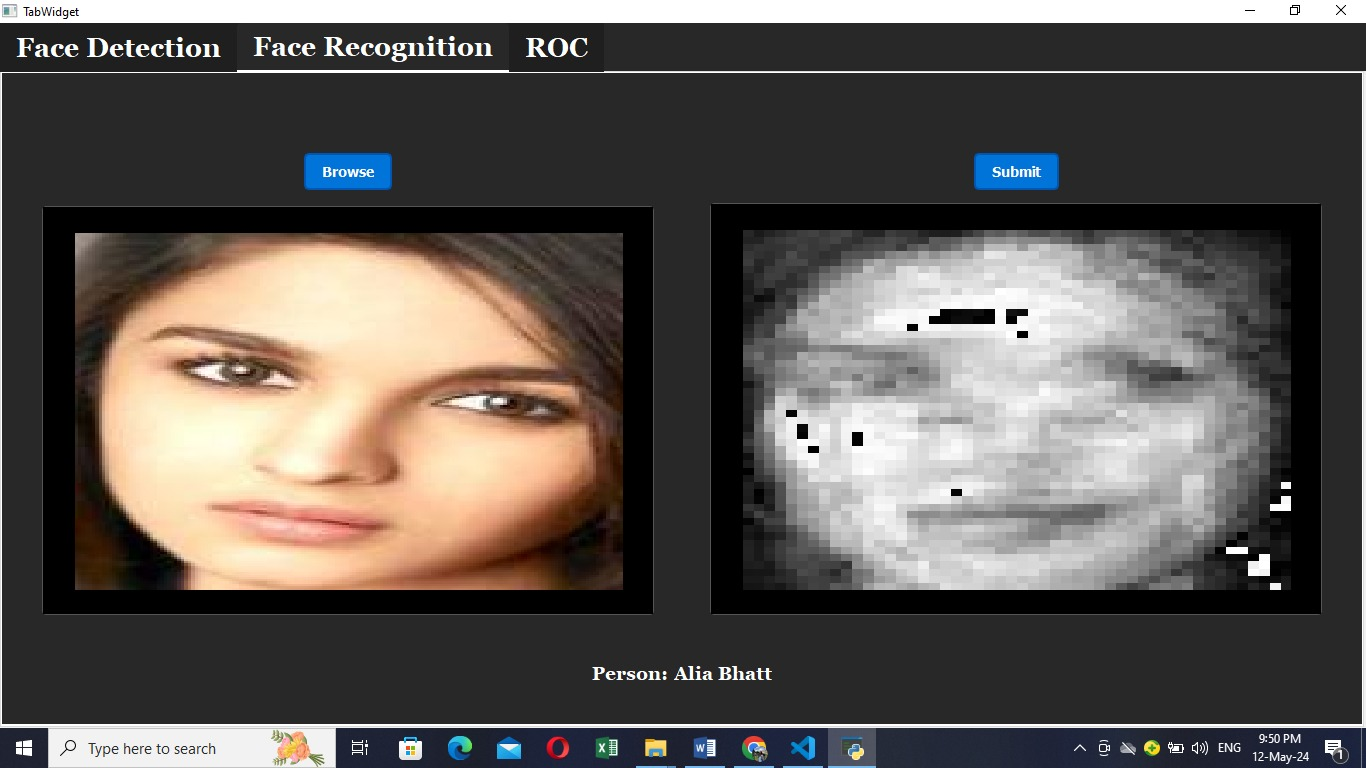 TabWidget
Face Detection Face Recognition ROC
Browse Submit
Person: Alia Bhatt
Type here to search
ENG
9:50 PM
12-May-24
1